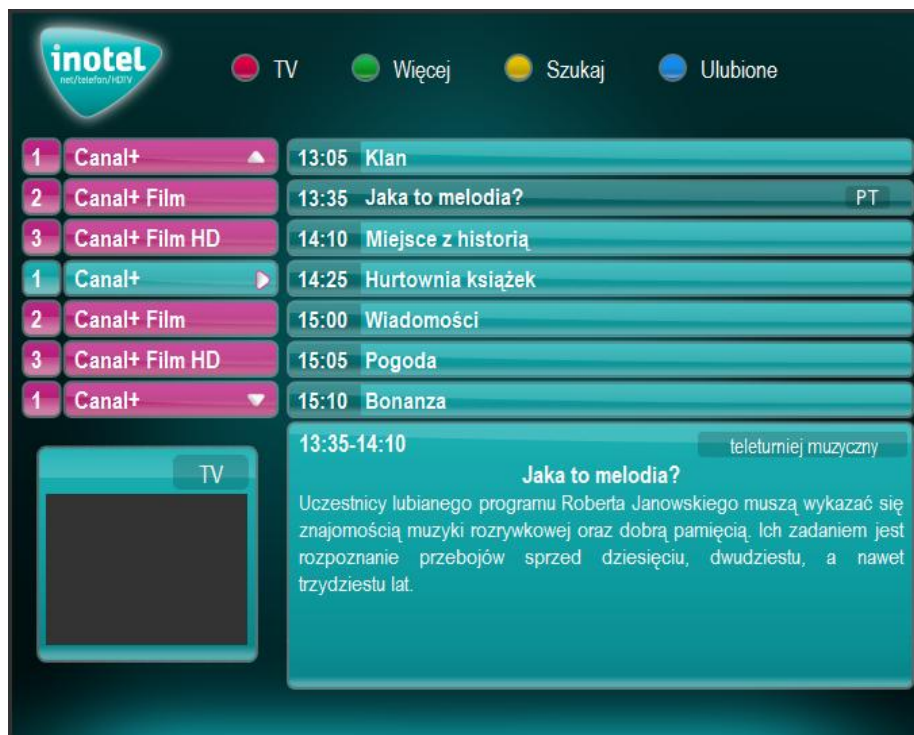 inotel
net/telefon/HDTV
TV
Więcej
Szukaj
Ulubione
1 Canal+
2 Canal+ Film
3 Canal+ Film HD
1 Canal+
2 Canal+ Film
3 Canal+ Film HD
1 Canal+
13:05 Klan
13:35 Jaka to melodia? PT
14:10 Miejsce z historią
14:25 Hurtownia książek
15:00 Wiadomości
15:05 Pogoda
15:10 Bonanza
TV
13:35-14:10 teleturniej muzyczny
Jaka to melodia?
Uczestnicy lubianego programu Roberta Janowskiego muszą wykazać się
znajomością muzyki rozrywkowej oraz dobrą pamięcią. Ich zadaniem jest
rozpoznanie przebojów sprzed dziesięciu, dwudziestu, a nawet
trzydziestu lat.